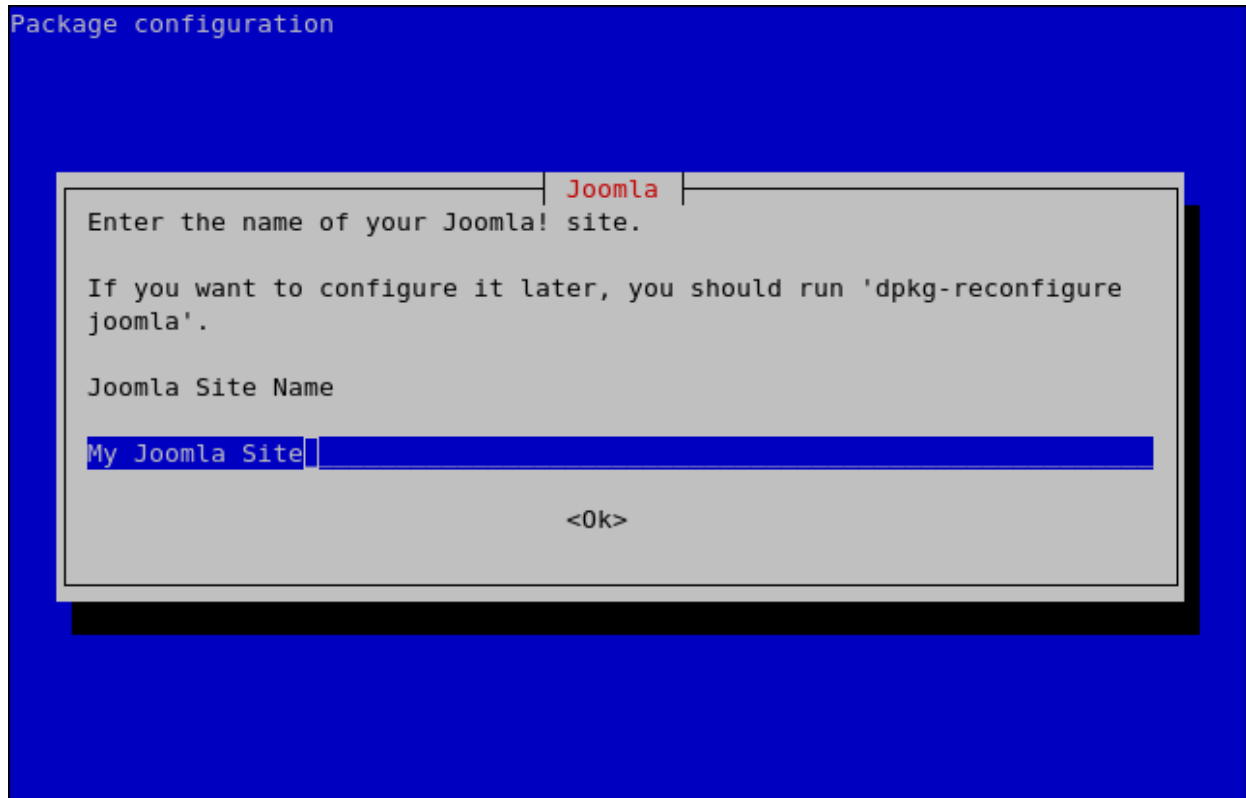 Package configuration
Joomla
Enter the name of your Joomla! site.
If you want to configure it later, you should run 'dpkg-reconfigure
joomla'.
Joomla Site Name
My Joomla Site
<Ok>